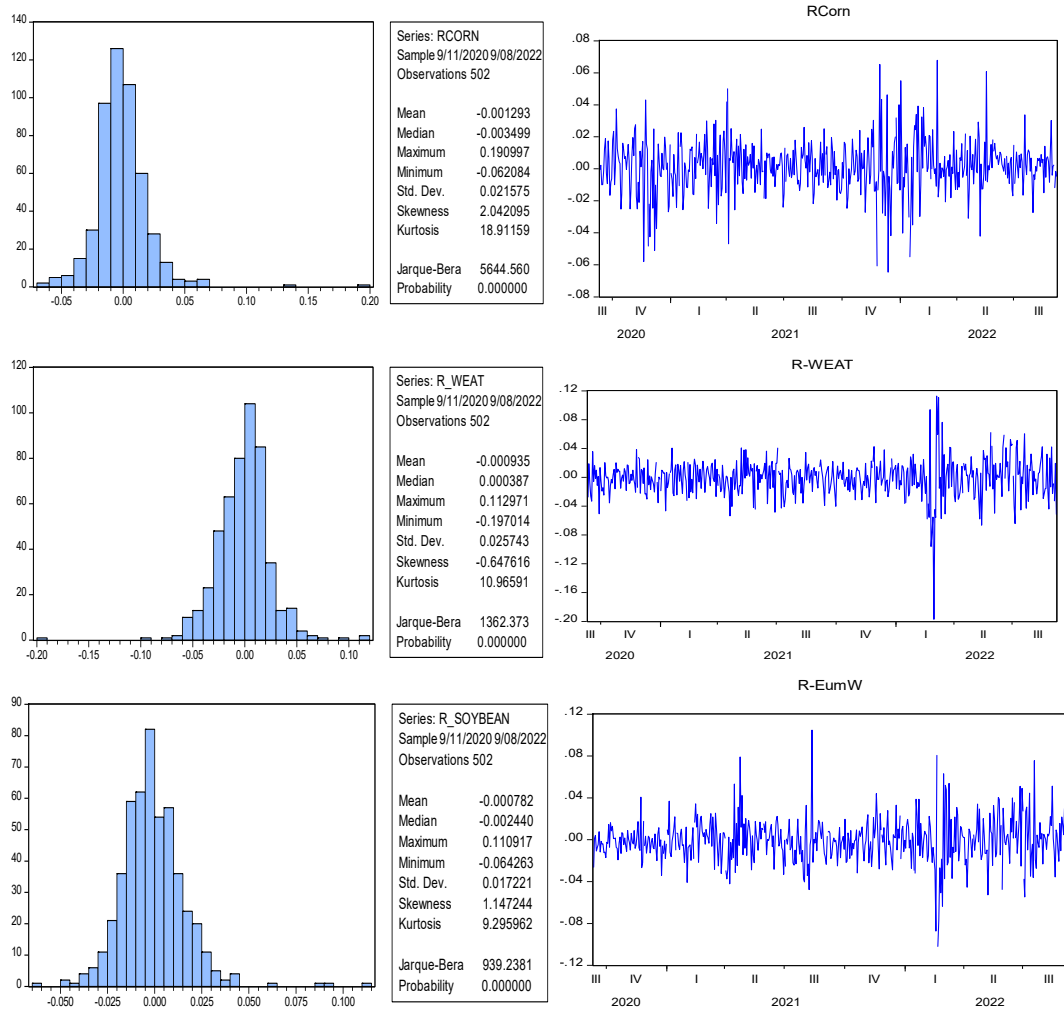 140
120
100
80
60
40
20
0
-0.05 0.00 0.05 0.10 0.15 0.20
Series: RCORN
Sample 9/11/2020 9/08/2022
Observations 502
Mean -0.001293
Median -0.003499
Maximum 0.190997
Minimum -0.062084
Std. Dev. 0.021575
Skewness 2.042095
Kurtosis 18.91159
Jarque-Bera 5644.560
Probability 0.000000
RCorn
.08
.06
.04
.02
.00
-.02
-.04
-.06
-.08
III IV I II III IV I II III
2020 2021 2022
120
100
80
60
40
20
0
-0.20 -0.15 -0.10 -0.05 0.00 0.05 0.10
Series: R_WEAT
Sample 9/11/2020 9/08/2022
Observations 502
Mean -0.000935
Median 0.000387
Maximum 0.112971
Minimum -0.197014
Std. Dev. 0.025743
Skewness -0.647616
Kurtosis 10.96591
Jarque-Bera 1362.373
Probability 0.000000
R-WEAT
.12
.08
.04
.00
-.04
-.08
-.12
-.16
-.20
III IV I II III IV I II III
2020 2021 2022
90
80
70
60
50
40
30
20
10
0
-0.050 -0.025 0.000 0.025 0.050 0.075 0.100
Series: R_SOYBEAN
Sample 9/11/2020 9/08/2022
Observations 502
Mean -0.000782
Median -0.002440
Maximum 0.110917
Minimum -0.064263
Std. Dev. 0.017221
Skewness 1.147244
Kurtosis 9.295962
Jarque-Bera 939.2381
Probability 0.000000
R-EumW
.12
.08
.04
.00
-.04
-.08
-.12
III IV I II III IV I II III
2020 2021 2022